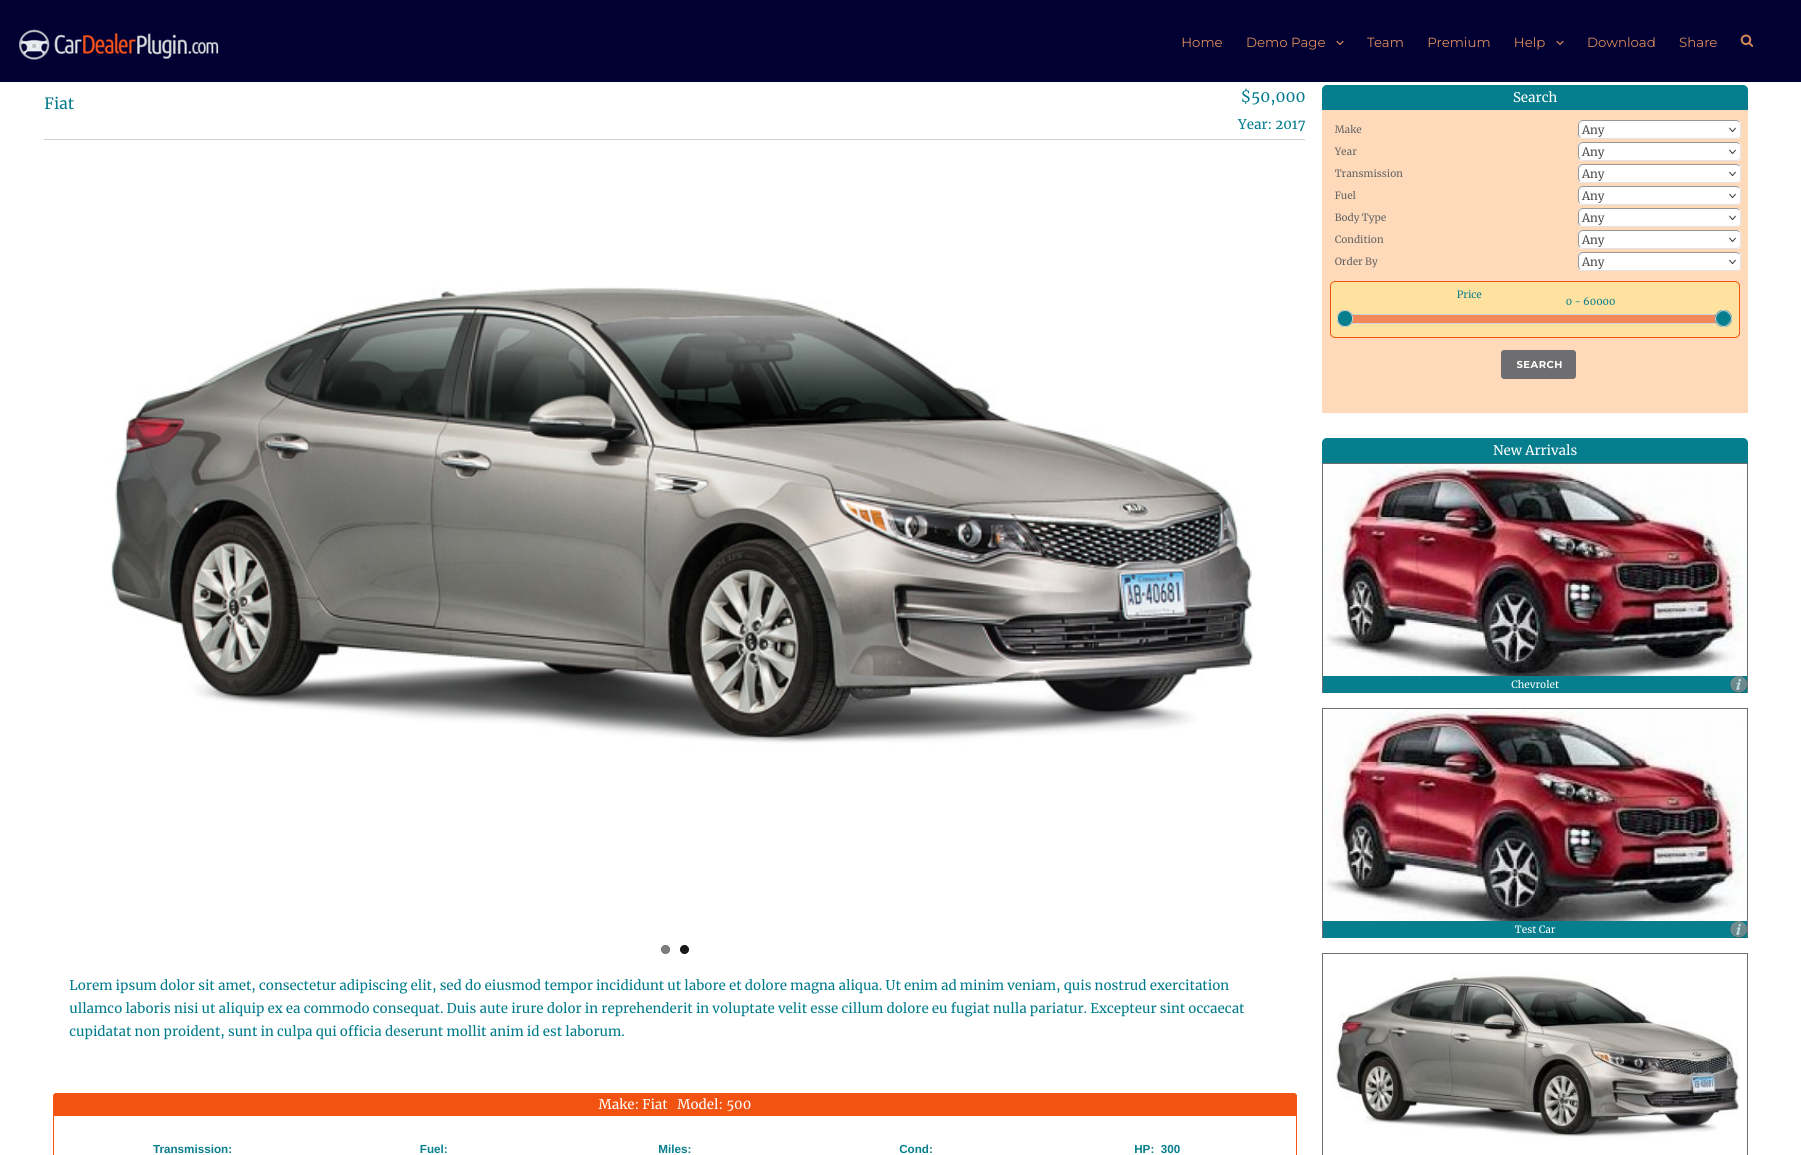 CarDealerPlugin.com
Home Demo Page Team Premium Help Download Share
Fiat
$50,000
Year: 2017
KIA
AB·40681
Lorem ipsum dolor sit amet, consectetur adipiscing elit, sed do eiusmod tempor incididunt ut labore et dolore magna aliqua. Ut enim ad minim veniam, quis nostrud exercitation
ullamco laboris nisi ut aliquip ex ea commodo consequat. Duis aute irure dolor in reprehenderit in voluptate velit esse cillum dolore eu fugiat nulla pariatur. Excepteur sint occaecat
cupidatat non proident, sunt in culpa qui officia deserunt mollit anim id est laborum.
Make: Fiat Model: 500
Transmission: Fuel: Miles: Cond: HP: 300
Search
Make Any
Year Any
Transmission Any
Fuel Any
Body Type Any
Condition Any
Order By Any
Price 0 - 60000
SEARCH
New Arrivals
Chevrolet i
Test Car i